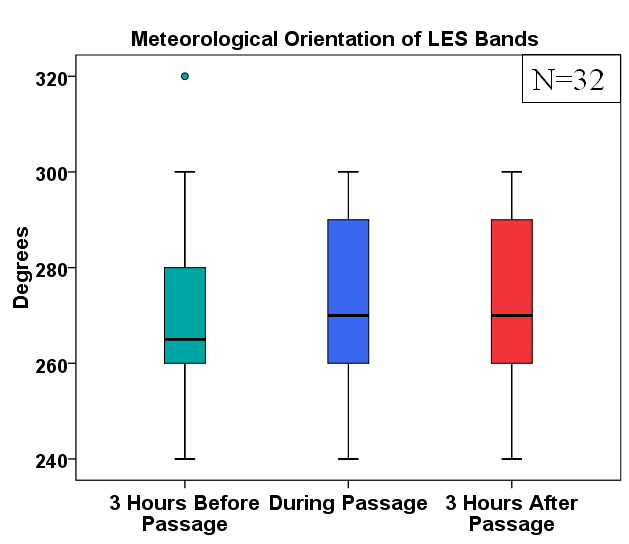 Meteorological Orientation of LES Bands
N=32
Degrees
320
300
280
260
240
3 Hours Before Passage
During Passage
3 Hours After Passage